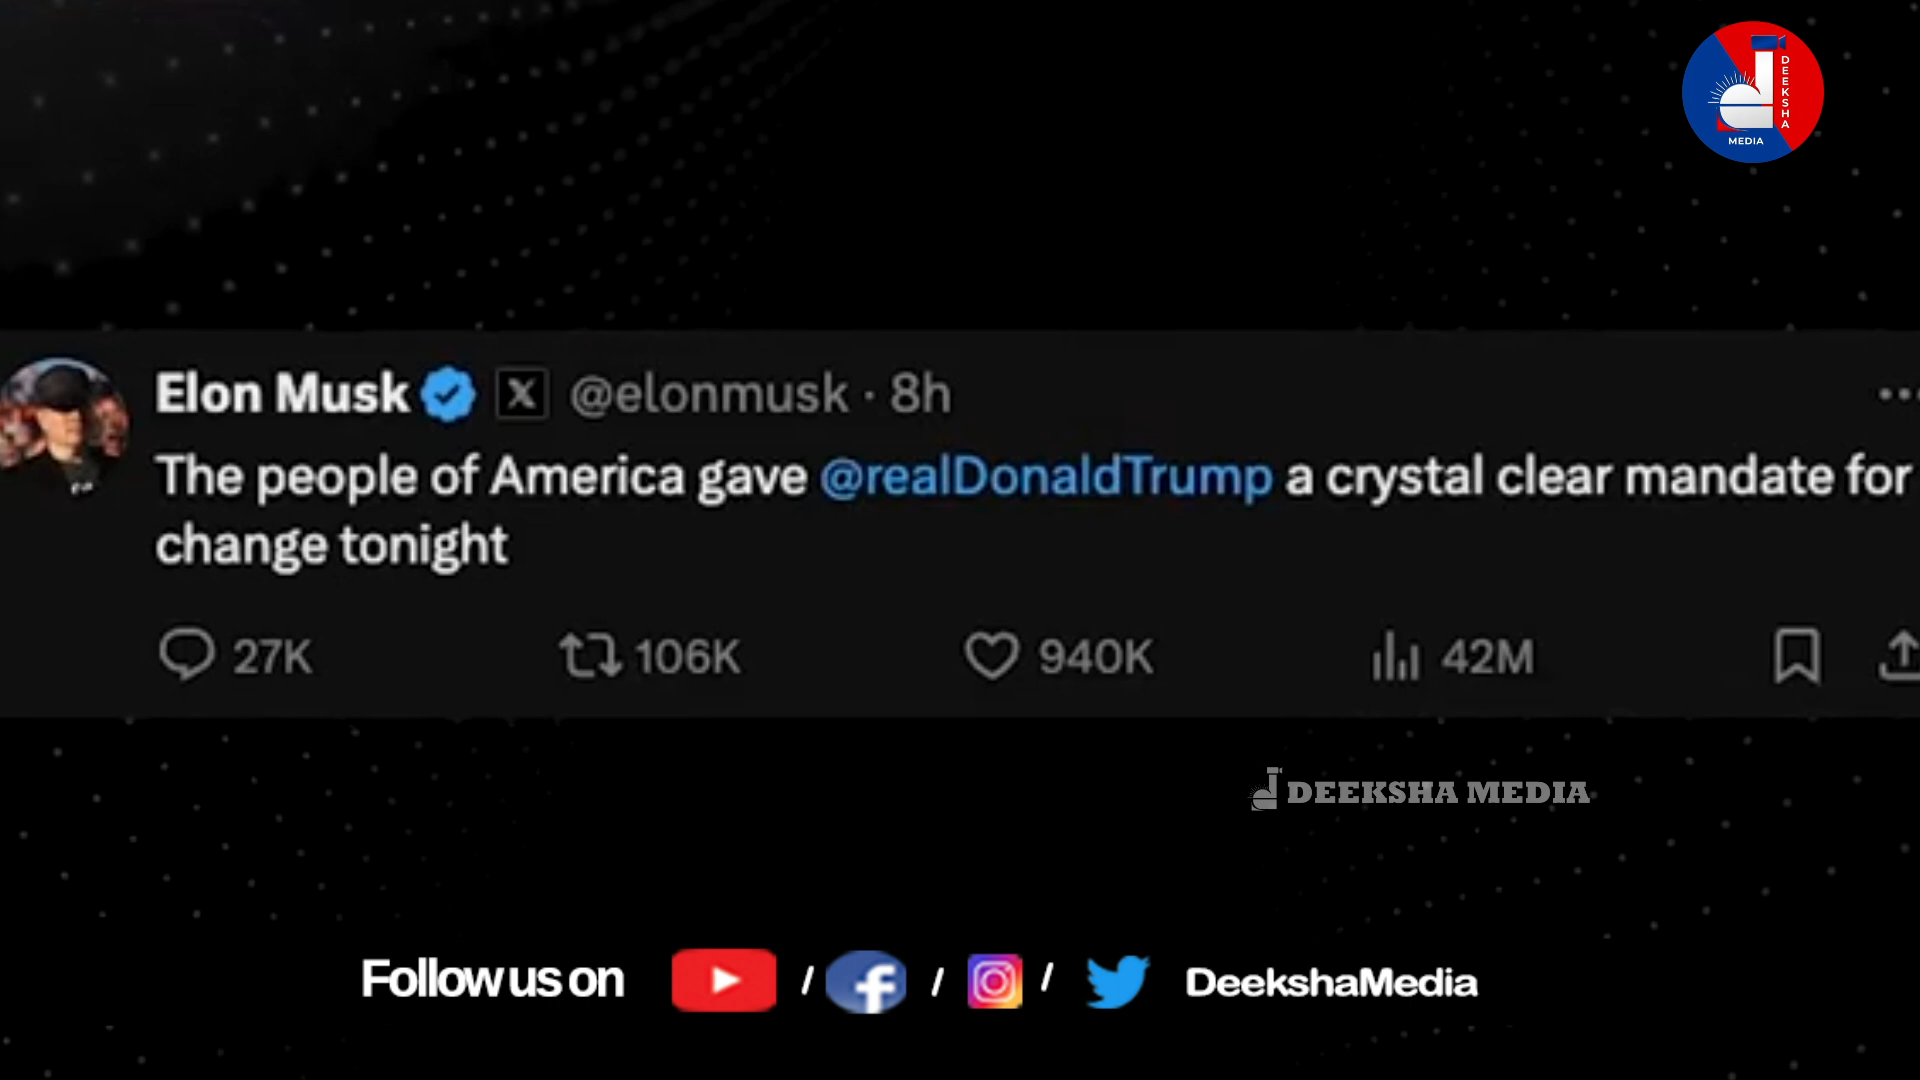 DEEKSHA
MEDIA
Elon Musk X @elonmusk · 8h
The people of America gave @realDonaldTrump a crystal clear mandate for
change tonight
27K 106K 940K 42M
DEEKSHA MEDIA
Follow us on / / / DeekshaMedia